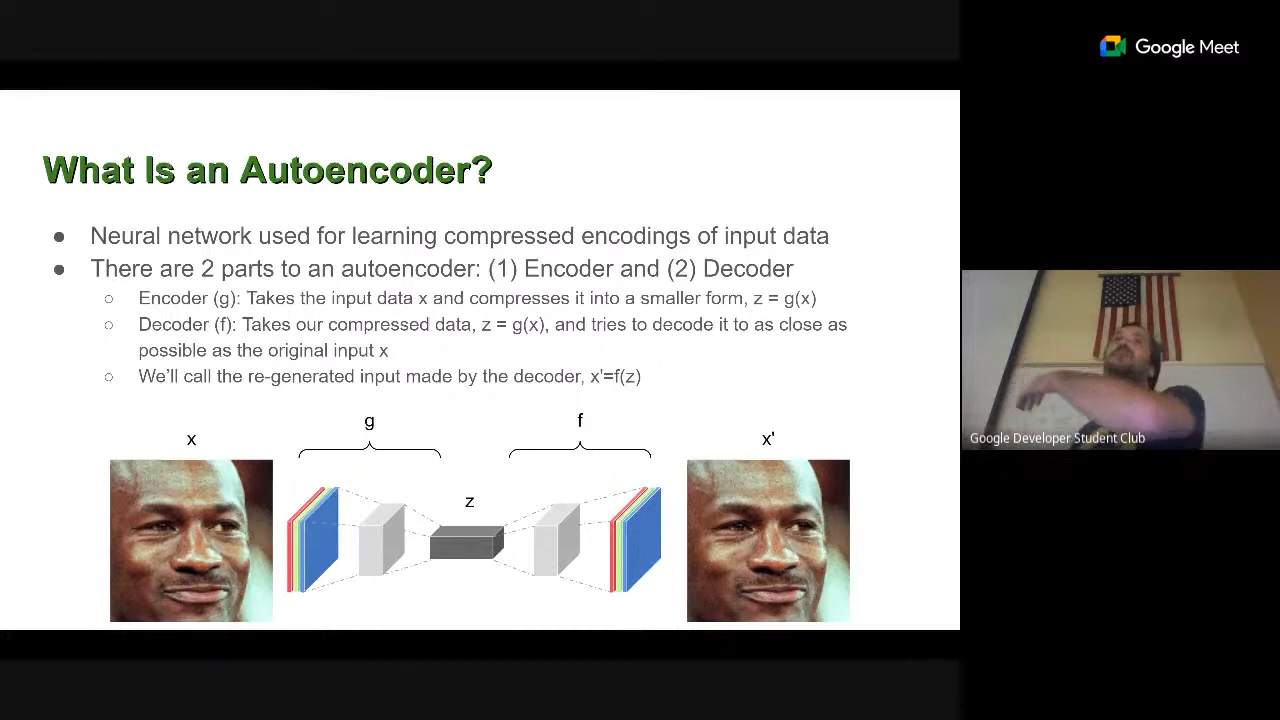 Google Meet
What Is an Autoencoder?
● Neural network used for learning compressed encodings of input data
● There are 2 parts to an autoencoder: (1) Encoder and (2) Decoder
○ Encoder (g): Takes the input data x and compresses it into a smaller form, z = g(x)
○ Decoder (f): Takes our compressed data, z = g(x), and tries to decode it to as close as
possible as the original input x
○ We'll call the re-generated input made by the decoder, x'=f(z)
g
f
x
x'
z
Google Developer Student Club